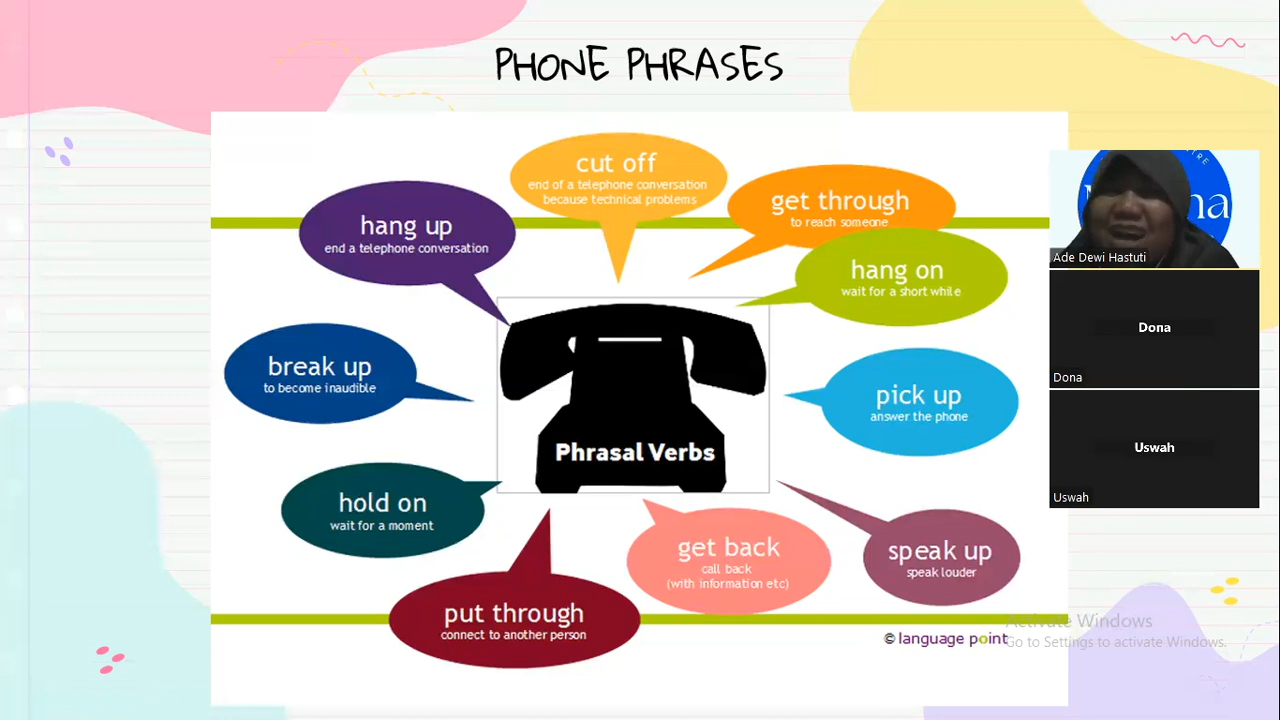 PHONE PHRASES
cut off
end of a telephone conversation
because technical problems
get through
to reach someone
hang up
end a telephone conversation
hang on
wait for a short while
break up
to become inaudible
pick up
answer the phone
Phrasal Verbs
hold on
wait for a moment
get back
call back
(with information etc)
speak up
speak louder
put through
connect to another person
© language point
Activate Windows
Go to Settings to activate Windows.
Ade Dewi Hastuti
Dona
Dona
Uswah
Uswah